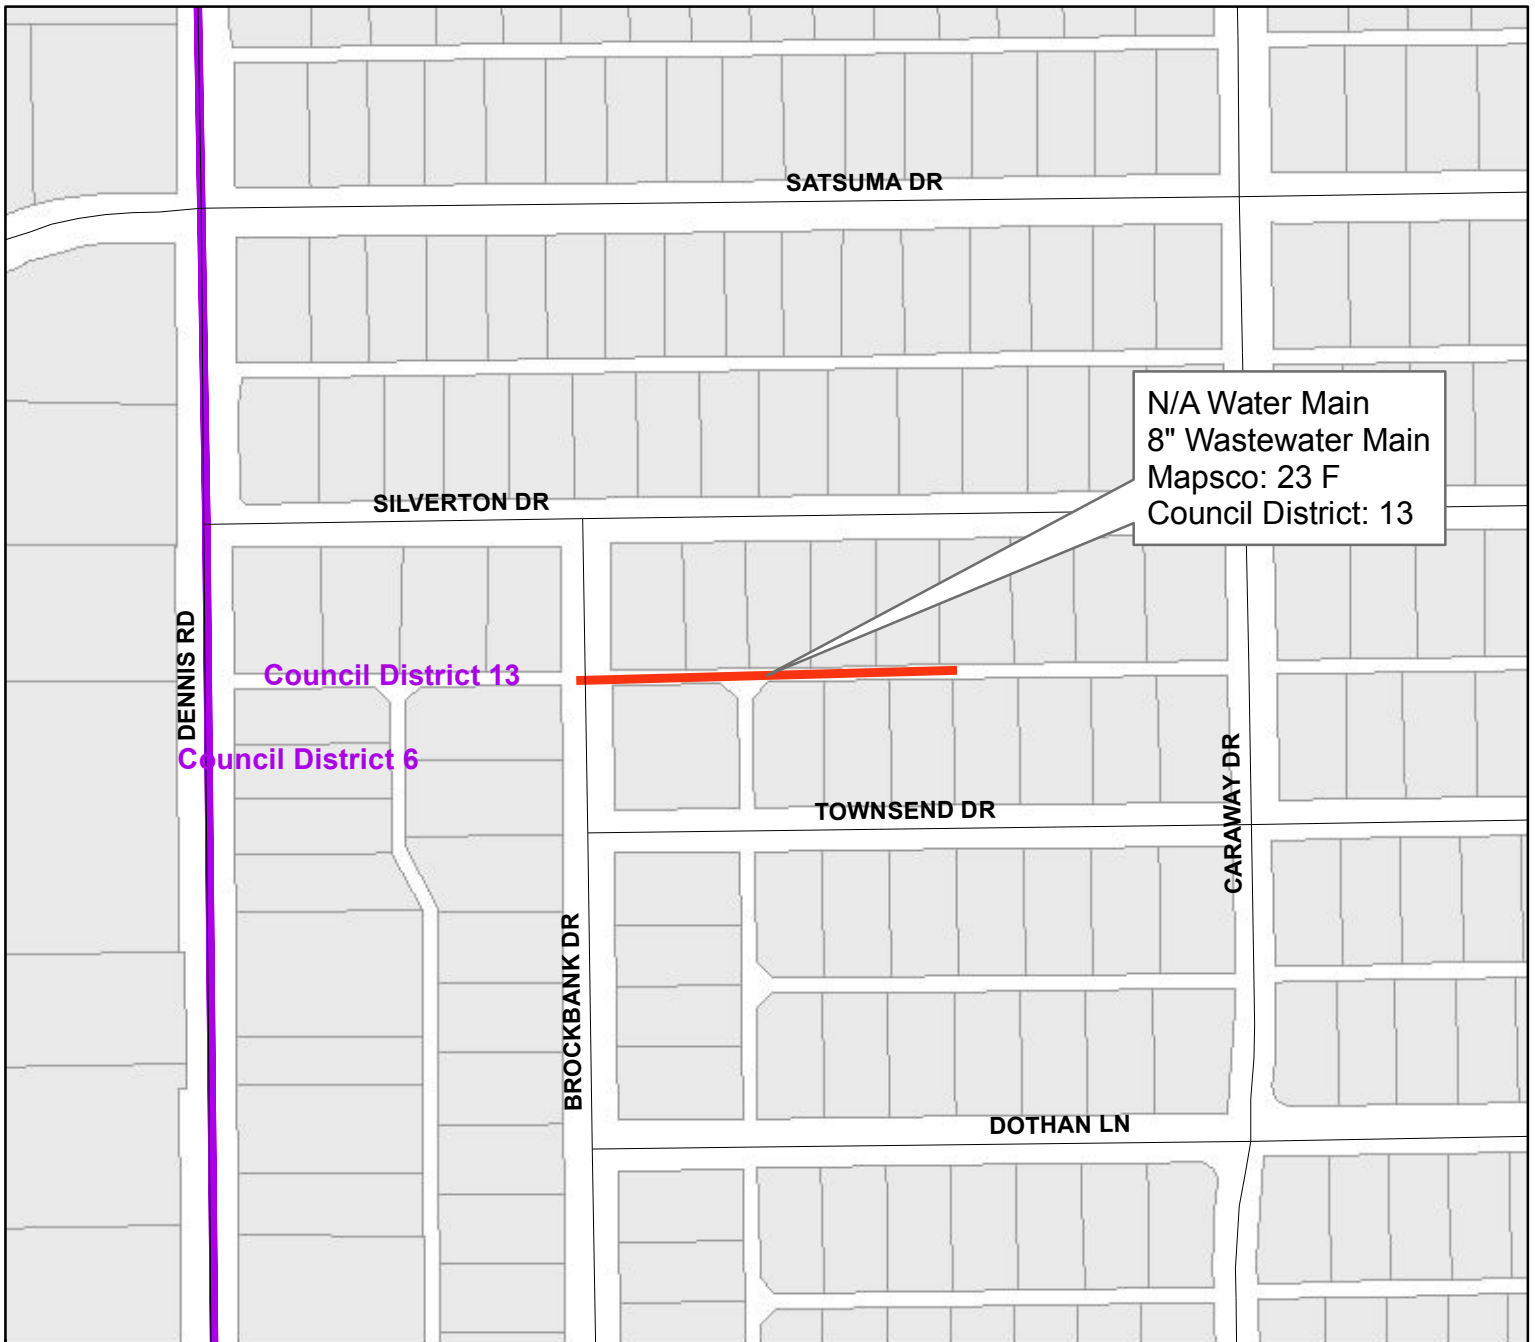 SATSUMA DR
N/A Water Main
8" Wastewater Main
Mapsco: 23 F
Council District: 13
SILVERTON DR
DENNIS RD
Council District 13
Council District 6
TOWNSEND DR
CARAWAY DR
BROCKBANK DR
DOTHAN LN